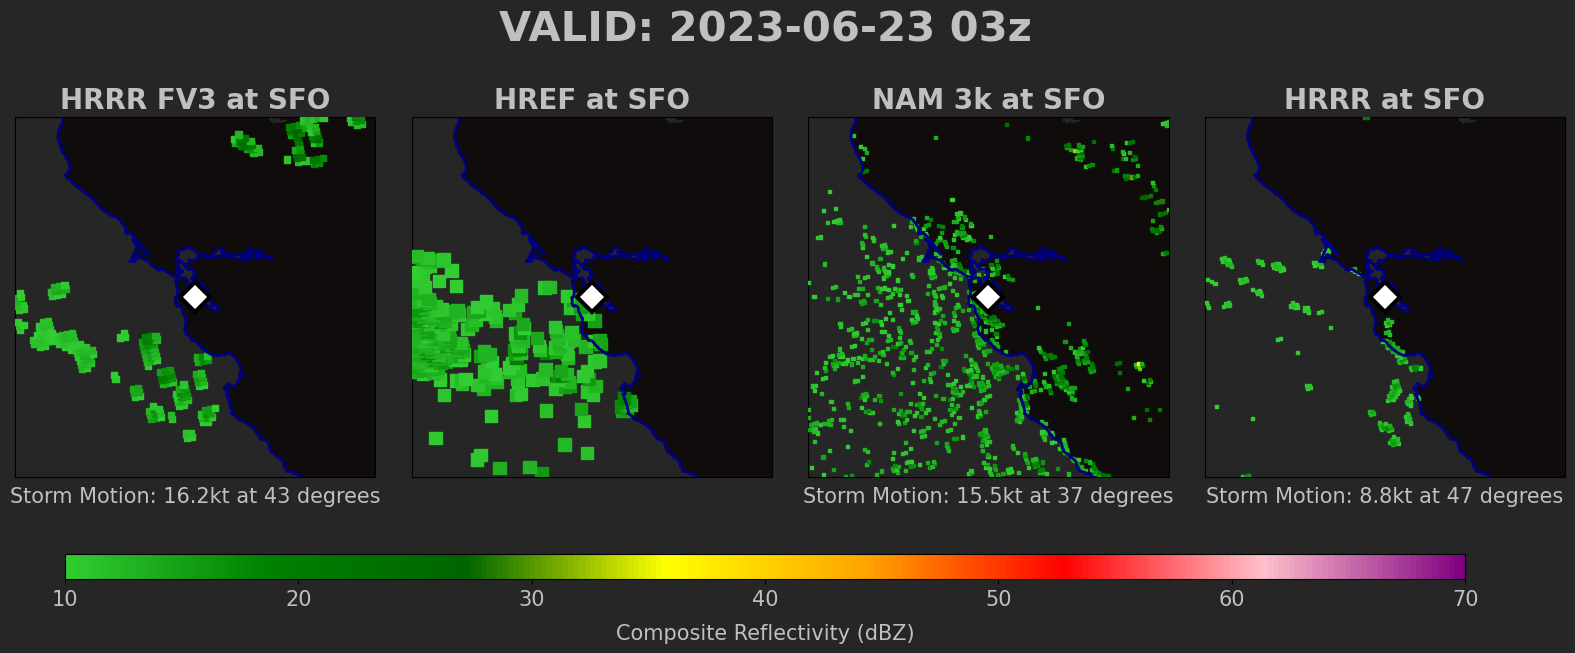 VALID: 2023-06-23 03z
HRRR FV3 at SFO
HREF at SFO
NAM 3k at SFO
HRRR at SFO
Storm Motion: 16.2kt at 43 degrees
Storm Motion: 15.5kt at 37 degrees
Storm Motion: 8.8kt at 47 degrees
10 20 30 40 50 60 70
Composite Reflectivity (dBZ)